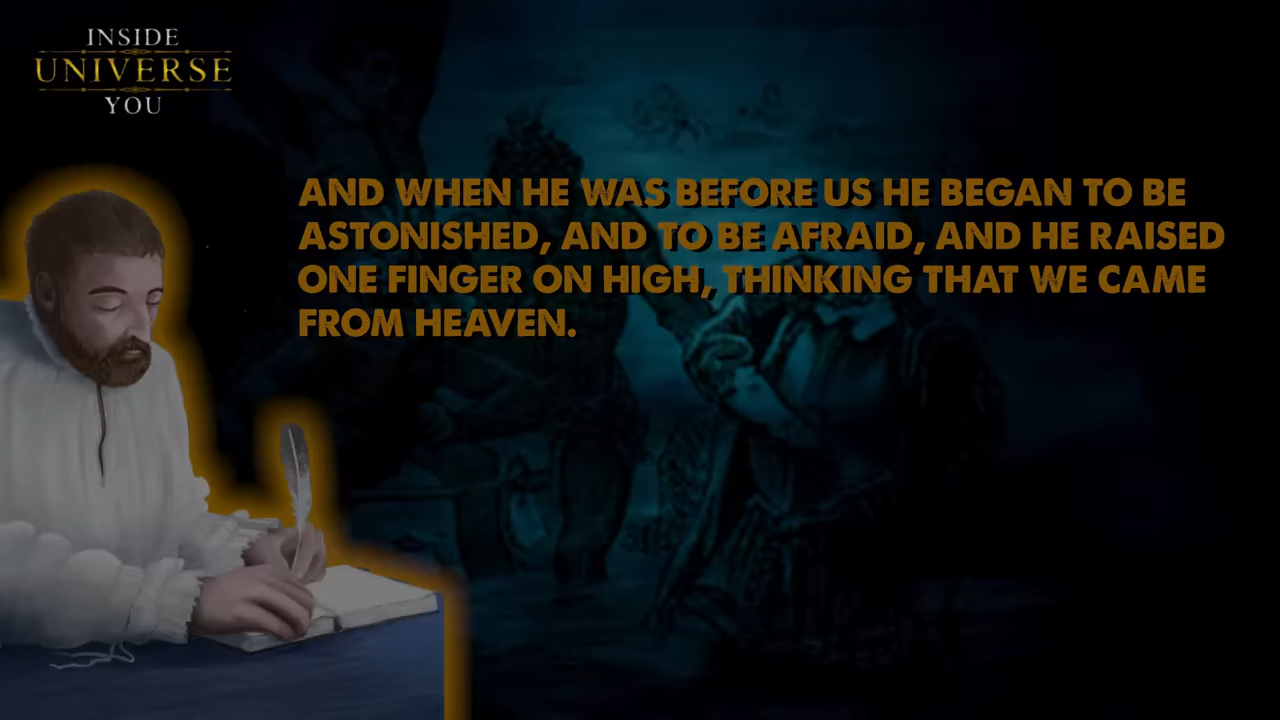 INSIDE
UNIVERSE
YOU
AND WHEN HE WAS BEFORE US HE BEGAN TO BE
ASTONISHED, AND TO BE AFRAID, AND HE RAISED
ONE FINGER ON HIGH, THINKING THAT WE CAME
FROM HEAVEN.